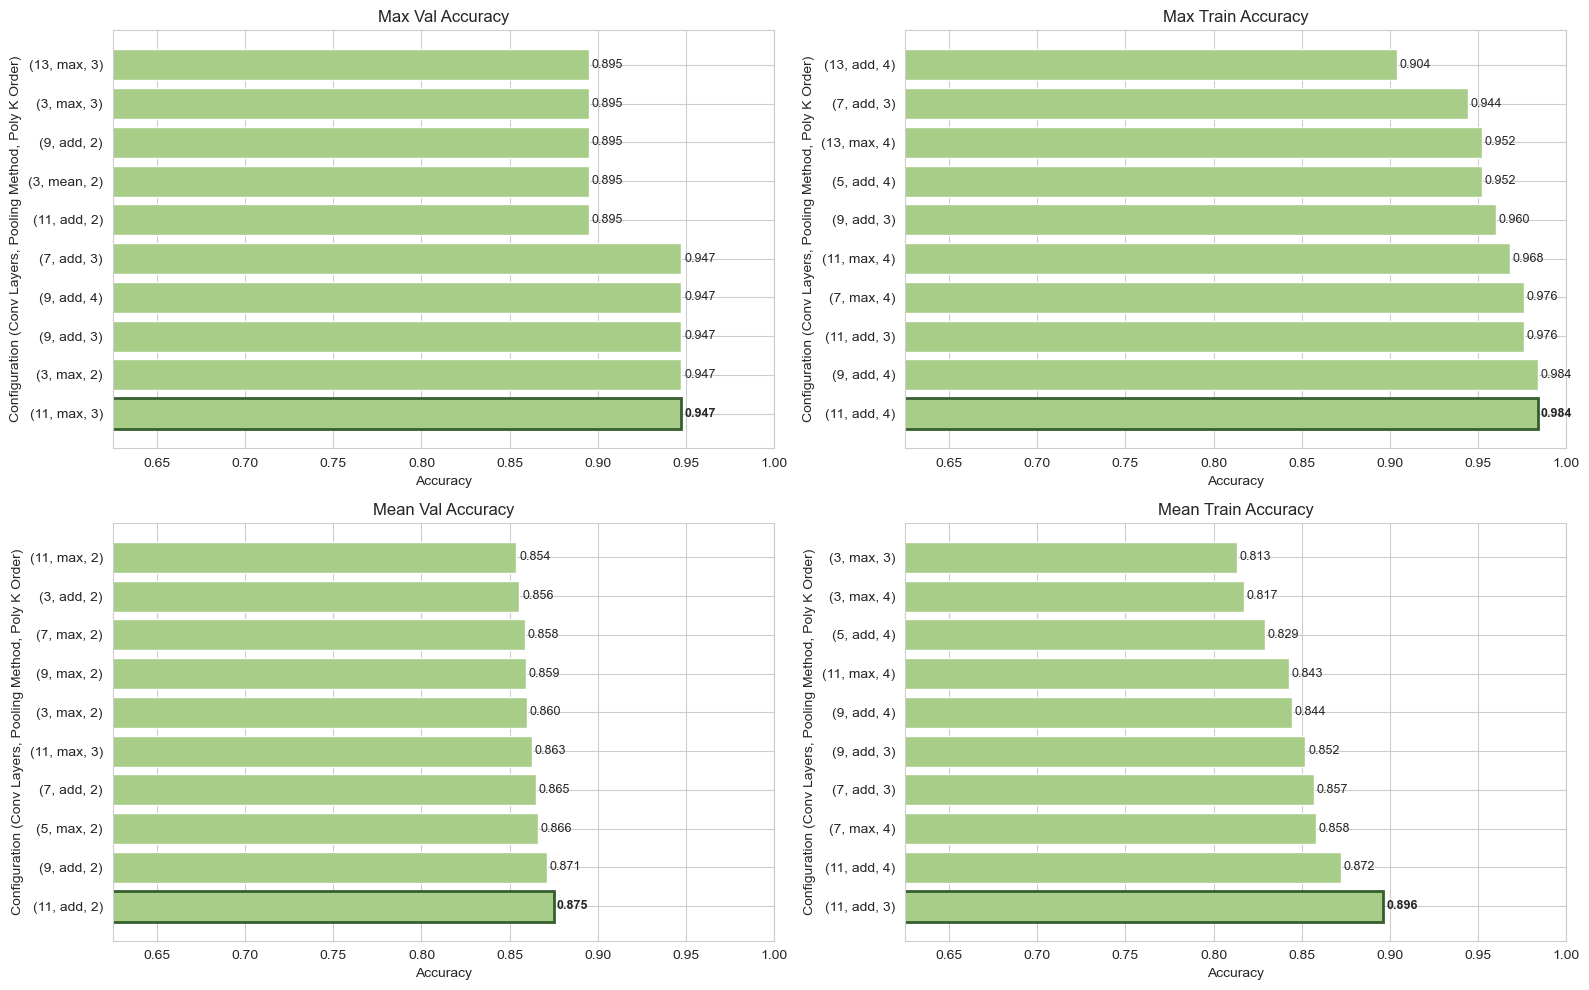 Max Val Accuracy
Configuration (Conv Layers, Pooling Method, Poly K Order)
(13, max, 3) 0.895
(3, max, 3) 0.895
(9, add, 2) 0.895
(3, mean, 2) 0.895
(11, add, 2) 0.895
(7, add, 3) 0.947
(9, add, 4) 0.947
(9, add, 3) 0.947
(3, max, 2) 0.947
(11, max, 3) 0.947
0.65 0.70 0.75 0.80 0.85 0.90 0.95 1.00
Accuracy
Max Train Accuracy
Configuration (Conv Layers, Pooling Method, Poly K Order)
(13, add, 4) 0.904
(7, add, 3) 0.944
(13, max, 4) 0.952
(5, add, 4) 0.952
(9, add, 3) 0.960
(11, max, 4) 0.968
(7, max, 4) 0.976
(11, add, 3) 0.976
(9, add, 4) 0.984
(11, add, 4) 0.984
0.65 0.70 0.75 0.80 0.85 0.90 0.95 1.00
Accuracy
Mean Val Accuracy
Configuration (Conv Layers, Pooling Method, Poly K Order)
(11, max, 2) 0.854
(3, add, 2) 0.856
(7, max, 2) 0.858
(9, max, 2) 0.859
(3, max, 2) 0.860
(11, max, 3) 0.863
(7, add, 2) 0.865
(5, max, 2) 0.866
(9, add, 2) 0.871
(11, add, 2) 0.875
0.65 0.70 0.75 0.80 0.85 0.90 0.95 1.00
Accuracy
Mean Train Accuracy
Configuration (Conv Layers, Pooling Method, Poly K Order)
(3, max, 3) 0.813
(3, max, 4) 0.817
(5, add, 4) 0.829
(11, max, 4) 0.843
(9, add, 4) 0.844
(9, add, 3) 0.852
(7, add, 3) 0.857
(7, max, 4) 0.858
(11, add, 4) 0.872
(11, add, 3) 0.896
0.65 0.70 0.75 0.80 0.85 0.90 0.95 1.00
Accuracy